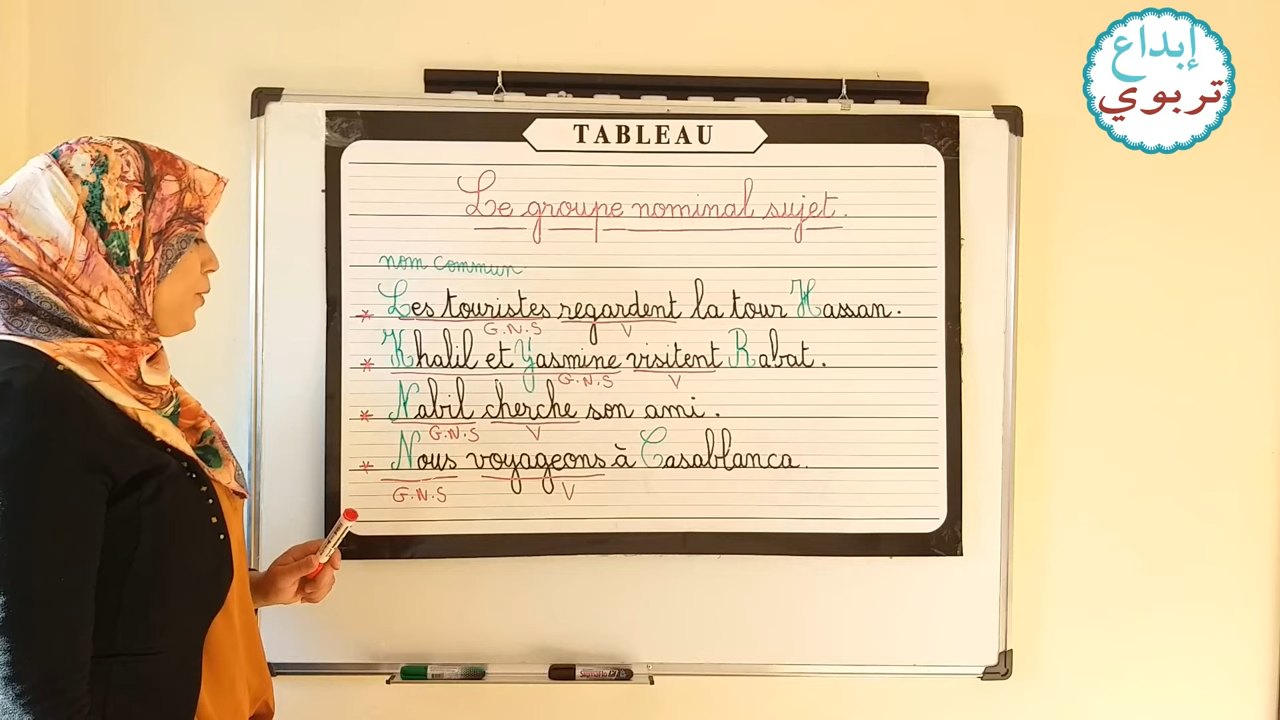 إبداع
تربوي
TABLEAU
Le groupe nominal sujet.
nom commun
* Les touristes regardent la tour Hassan.
G.N.S V
* Khalil et Yasmine visitent Rabat.
G.N.S V
* Nabil cherche son ami.
G.N.S V
* Nous voyageons à Casablanca.
G.N.S V